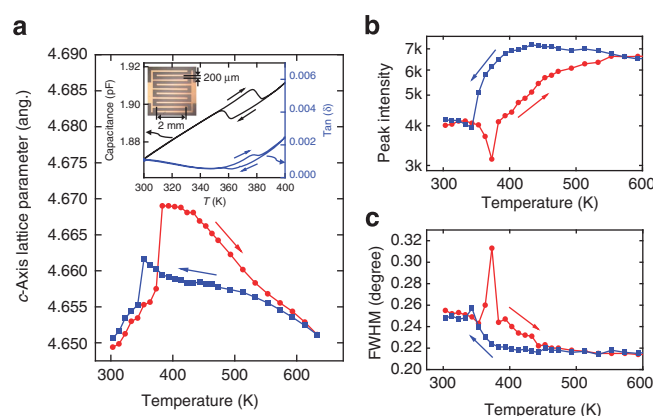 a
4.690
4.685
4.680
4.675
4.670
4.665
4.660
4.655
4.650
c-Axis lattice parameter (ang.)
300 400 500 600
Temperature (K)
1.92
1.90
1.88
Capacitance (pF)
200 µm
2 mm
0.006
0.004
0.002
0.000
Tan (δ)
300 320 340 360 380 400
T (K)
b
7k
6k
5k
4k
3k
Peak intensity
300 400 500 600
Temperature (K)
c
0.32
0.30
0.28
0.26
0.24
0.22
0.20
FWHM (degree)
300 400 500 600
Temperature (K)